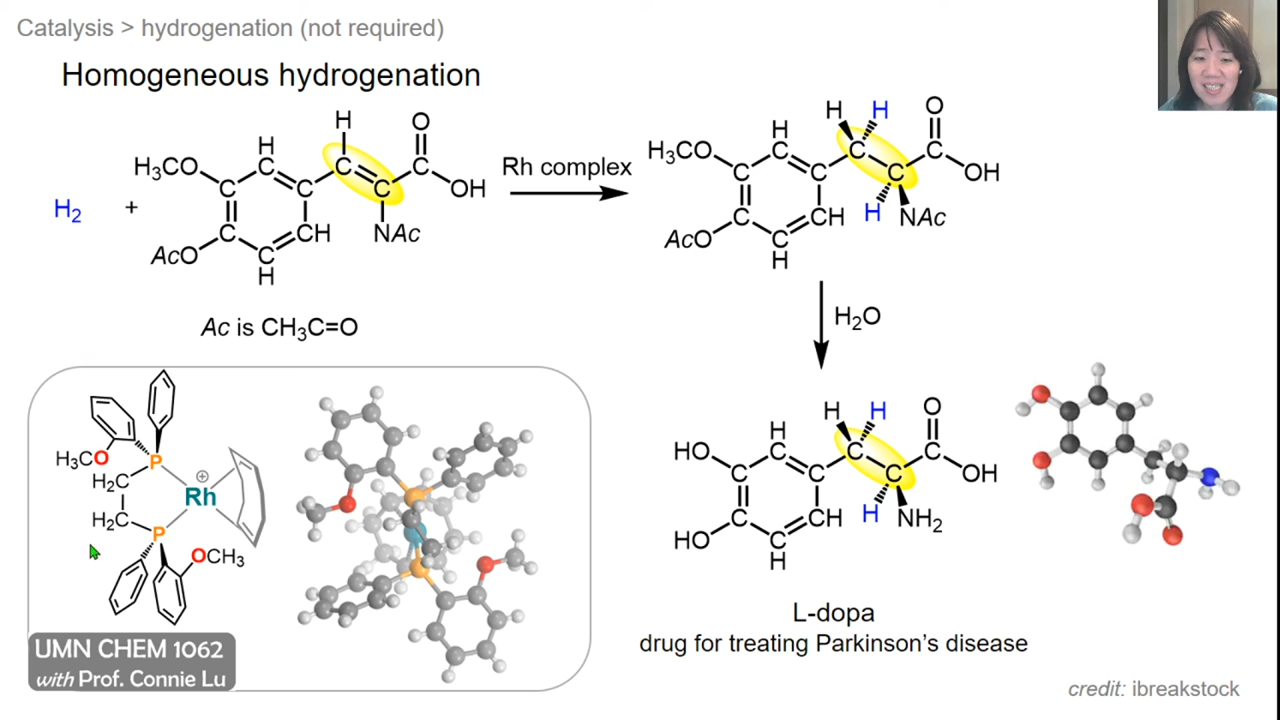 Catalysis > hydrogenation (not required)
Homogeneous hydrogenation
H₂ +
H₃CO
AcO
H
H
CH
H
H
C
C
C
C
C
O
OH
NAc
Rh complex
H₃CO
AcO
H
H
C
C
C
CH
H
H
C
C
C
O
OH
H
NAc
Ac is CH₃C=O
H₂O
H₃CO
P
H₂C
H₂C
P
Rh
⊕
OCH₃
HO
HO
H
H
C
C
C
CH
H
H
C
C
C
O
OH
H
NH₂
L-dopa
drug for treating Parkinson's disease
UMN CHEM 1062
with Prof. Connie Lu
credit: ibreakstock